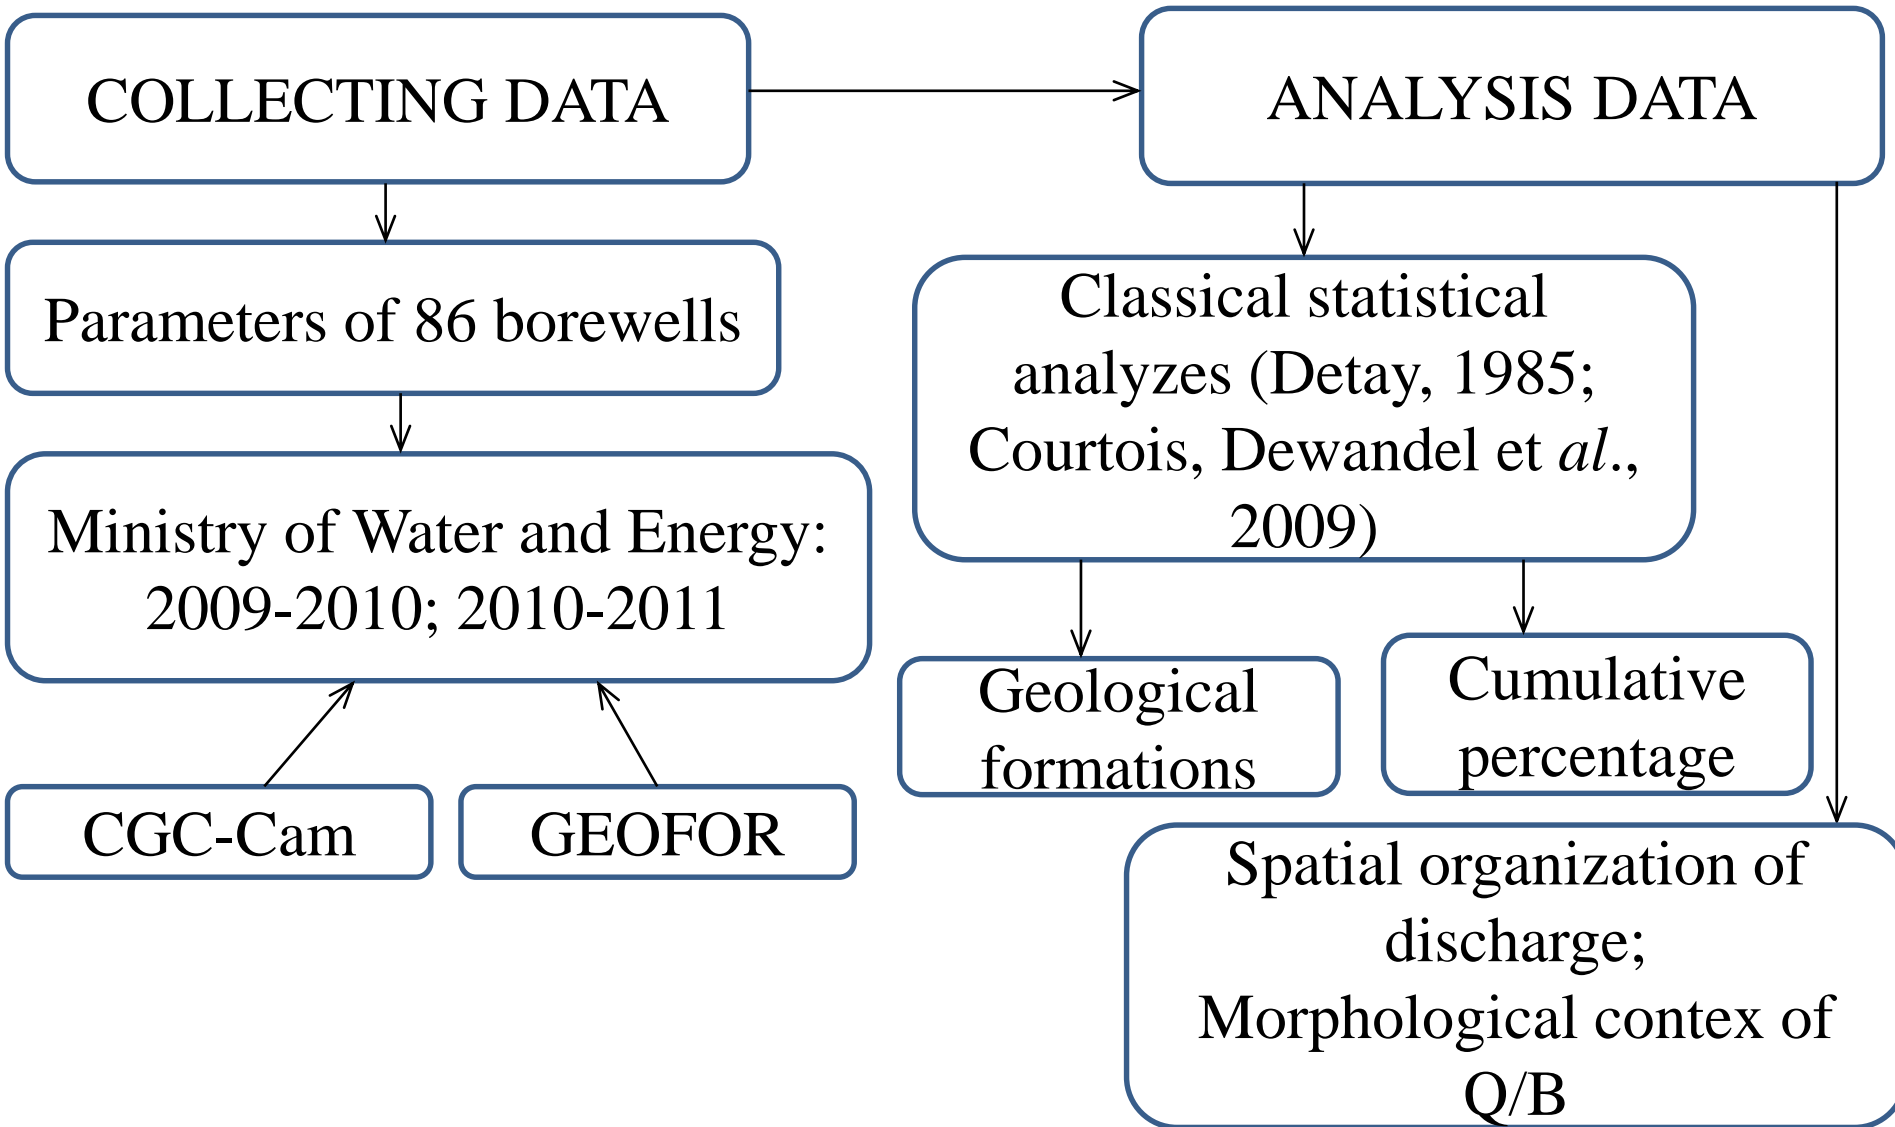 COLLECTING DATA
ANALYSIS DATA
Parameters of 86 borewells
Ministry of Water and Energy:
2009-2010; 2010-2011
CGC-Cam
GEOFOR
Classical statistical
analyzes (Detay, 1985;
Courtois, Dewandel et al.,
2009)
Geological
formations
Cumulative
percentage
Spatial organization of
discharge;
Morphological contex of
Q/B